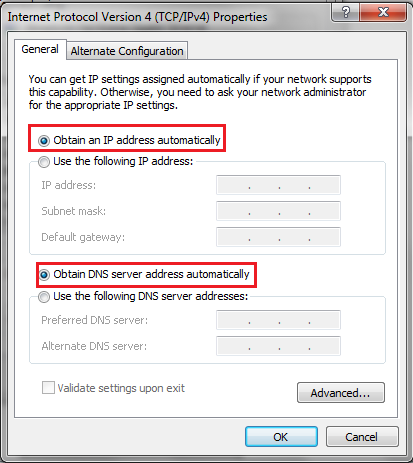 Internet Protocol Version 4 (TCP/IPv4) Properties
General
Alternate Configuration
You can get IP settings assigned automatically if your network supports
this capability. Otherwise, you need to ask your network administrator
for the appropriate IP settings.
Obtain an IP address automatically
Use the following IP address:
IP address:
Subnet mask:
Default gateway:
Obtain DNS server address automatically
Use the following DNS server addresses:
Preferred DNS server:
Alternate DNS server:
Validate settings upon exit
Advanced...
OK
Cancel